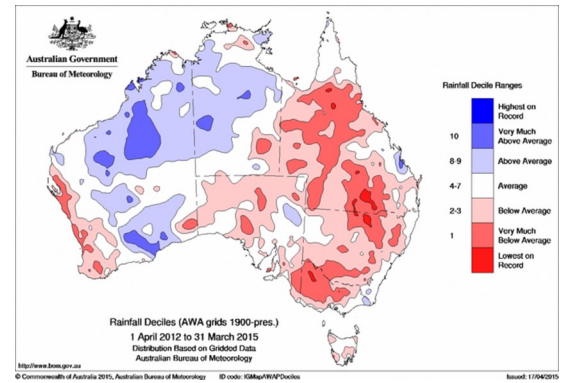 Australian Government
Bureau of Meteorology
Rainfall Decile Ranges
Highest on
Record
10
Very Much
Above Average
8-9
Above Average
4-7
Average
2-3
Below Average
1
Very Much
Below Average
Lowest on
Record
Rainfall Deciles (AWA grids 1900-pres.)
1 April 2012 to 31 March 2015
Distribution Based on Gridded Data
Australian Bureau of Meteorology
http://www.bom.gov.au
© Commonwealth of Australia 2015, Australian Bureau of Meteorology
ID code: IGMapAWAPDeciles
Issued: 17/04/2015